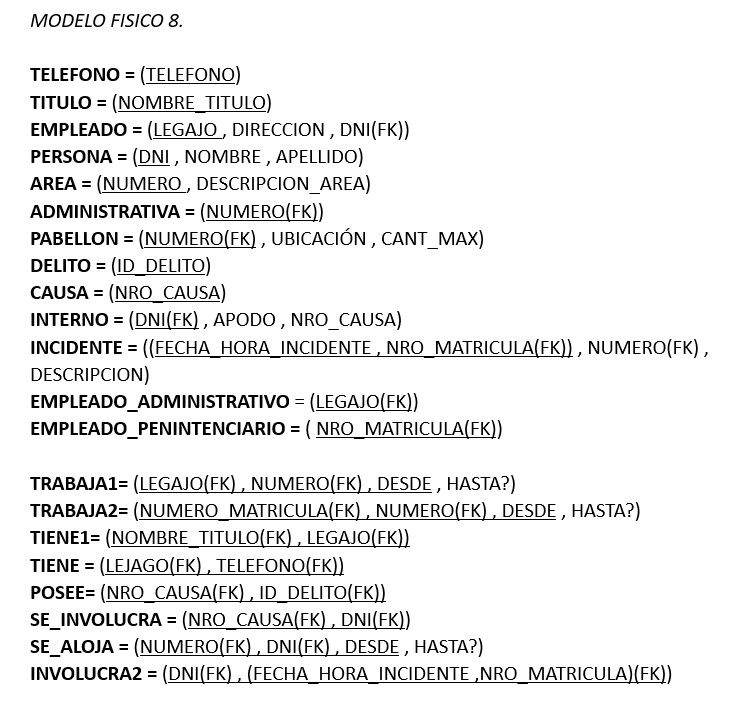 MODELO FISICO 8.
TELEFONO = (TELEFONO)
TITULO = (NOMBRE_TITULO)
EMPLEADO = (LEGAJO , DIRECCION , DNI(FK))
PERSONA = (DNI , NOMBRE , APELLIDO)
AREA = (NUMERO , DESCRIPCION_AREA)
ADMINISTRATIVA = (NUMERO(FK))
PABELLON = (NUMERO(FK) , UBICACIÓN , CANT_MAX)
DELITO = (ID_DELITO)
CAUSA = (NRO_CAUSA)
INTERNO = (DNI(FK) , APODO , NRO_CAUSA)
INCIDENTE = ((FECHA_HORA_INCIDENTE , NRO_MATRICULA(FK)) , NUMERO(FK) ,
DESCRIPCION)
EMPLEADO_ADMINISTRATIVO = (LEGAJO(FK))
EMPLEADO_PENINTENCIARIO = ( NRO_MATRICULA(FK))
TRABAJA1= (LEGAJO(FK) , NUMERO(FK) , DESDE , HASTA?)
TRABAJA2= (NUMERO_MATRICULA(FK) , NUMERO(FK) , DESDE , HASTA?)
TIENE1= (NOMBRE_TITULO(FK) , LEGAJO(FK))
TIENE = (LEJAGO(FK) , TELEFONO(FK))
POSEE= (NRO_CAUSA(FK) , ID_DELITO(FK))
SE_INVOLUCRA = (NRO_CAUSA(FK) , DNI(FK))
SE_ALOJA = (NUMERO(FK) , DNI(FK) , DESDE , HASTA?)
INVOLUCRA2 = (DNI(FK) , (FECHA_HORA_INCIDENTE ,NRO_MATRICULA)(FK))